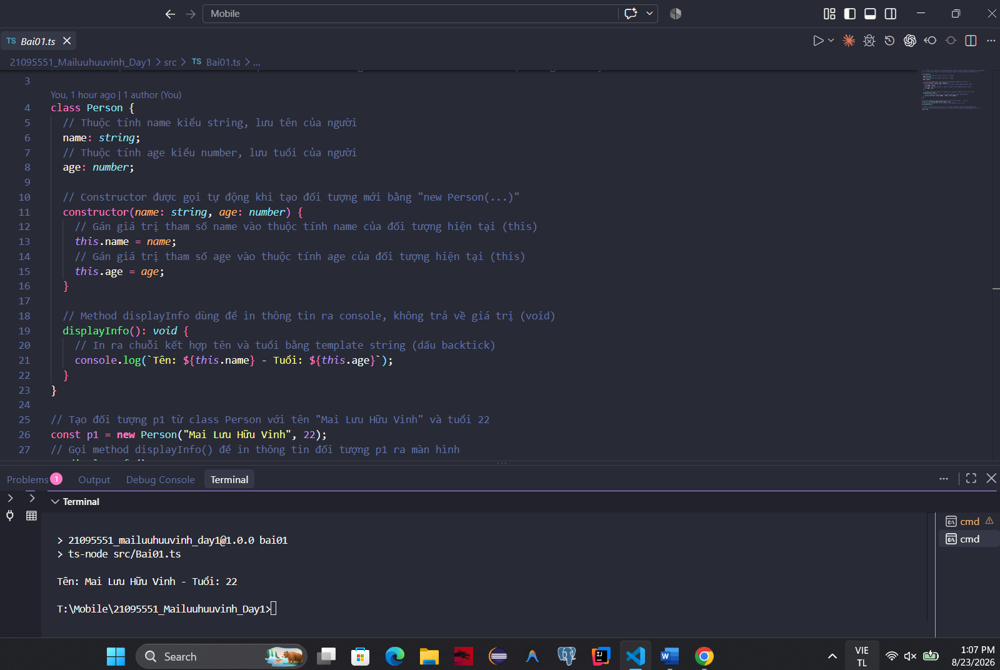 Mobile
TS Bai01.ts
21095551_Mailuuhuuvinh_Day1 > src > TS Bai01.ts > ...
3
You, 1 hour ago | 1 author (You)
4 class Person {
5 // Thuộc tính name kiểu string, lưu tên của người
6 name: string;
7 // Thuộc tính age kiểu number, lưu tuổi của người
8 age: number;
9
10 // Constructor được gọi tự động khi tạo đối tượng mới bằng "new Person(...)"
11 constructor(name: string, age: number) {
12 // Gán giá trị tham số name vào thuộc tính name của đối tượng hiện tại (this)
13 this.name = name;
14 // Gán giá trị tham số age vào thuộc tính age của đối tượng hiện tại (this)
15 this.age = age;
16 }
17
18 // Method displayInfo dùng để in thông tin ra console, không trả về giá trị (void)
19 displayInfo(): void {
20 // In ra chuỗi kết hợp tên và tuổi bằng template string (dấu backtick)
21 console.log(`Tên: ${this.name} - Tuổi: ${this.age}`);
22 }
23 }
24
25 // Tạo đối tượng p1 từ class Person với tên "Mai Lưu Hữu Vinh" và tuổi 22
26 const p1 = new Person("Mai Lưu Hữu Vinh", 22);
27 // Gọi method displayInfo() để in thông tin đối tượng p1 ra màn hình
Problems 1 Output Debug Console Terminal
Terminal
> 21095551_mailuuhuuvinh_day1@1.0.0 bai01
> ts-node src/Bai01.ts
Tên: Mai Lưu Hữu Vinh - Tuổi: 22
T:\Mobile\21095551_Mailuuhuuvinh_Day1>
cmd
cmd
Search
VIE
TL
1:07 PM
8/23/2026